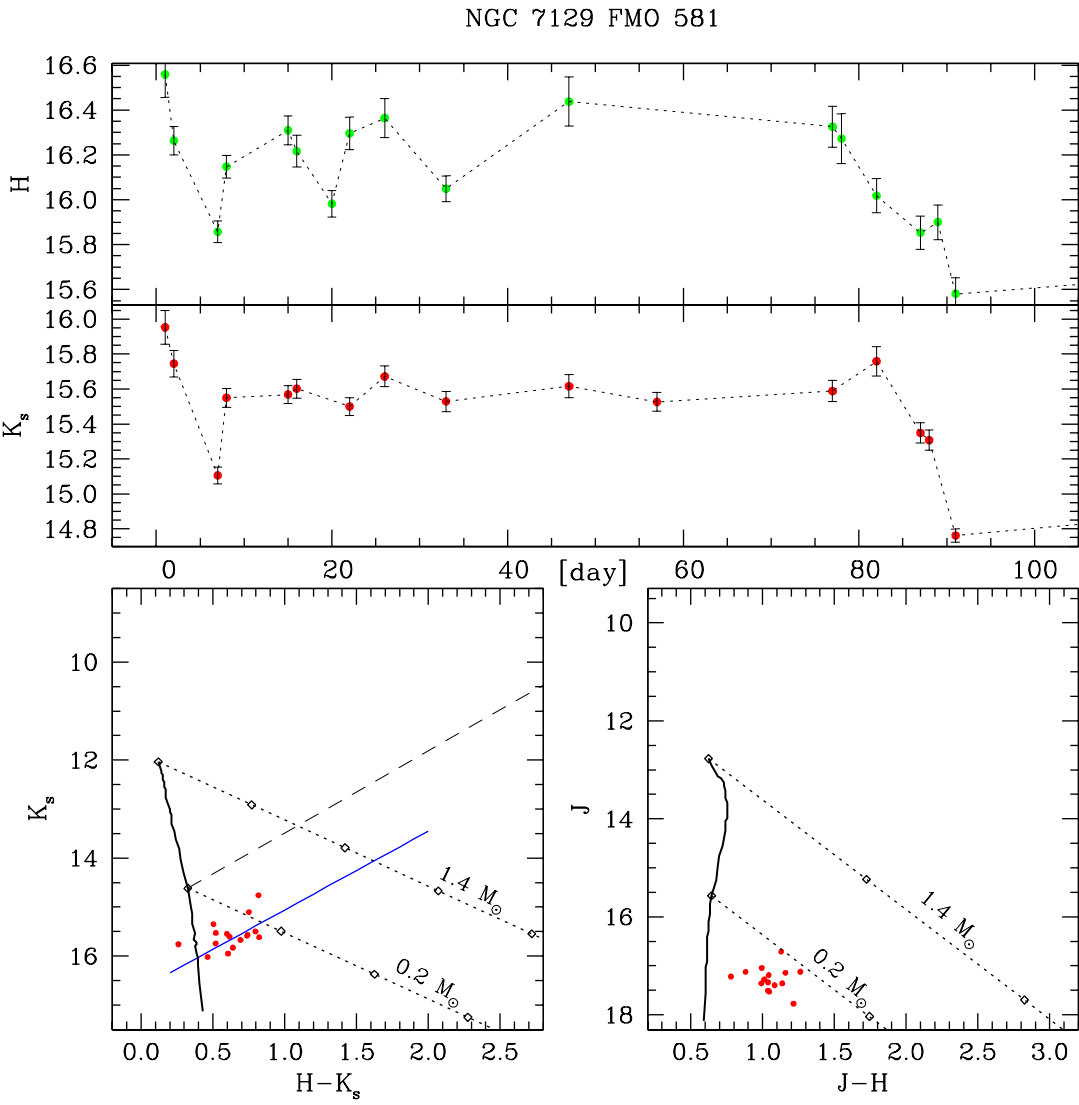 NGC 7129 FMO 581
H
16.6
16.4
16.2
16.0
15.8
15.6
Ks
16.0
15.8
15.6
15.4
15.2
15.0
14.8
0 20 40 [day] 60 80 100
Ks
10
12
14
16
1.4 M⊙
0.2 M⊙
0.0 0.5 1.0 1.5 2.0 2.5
H−Ks
J
10
12
14
16
18
1.4 M⊙
0.2 M⊙
0.5 1.0 1.5 2.0 2.5 3.0
J−H